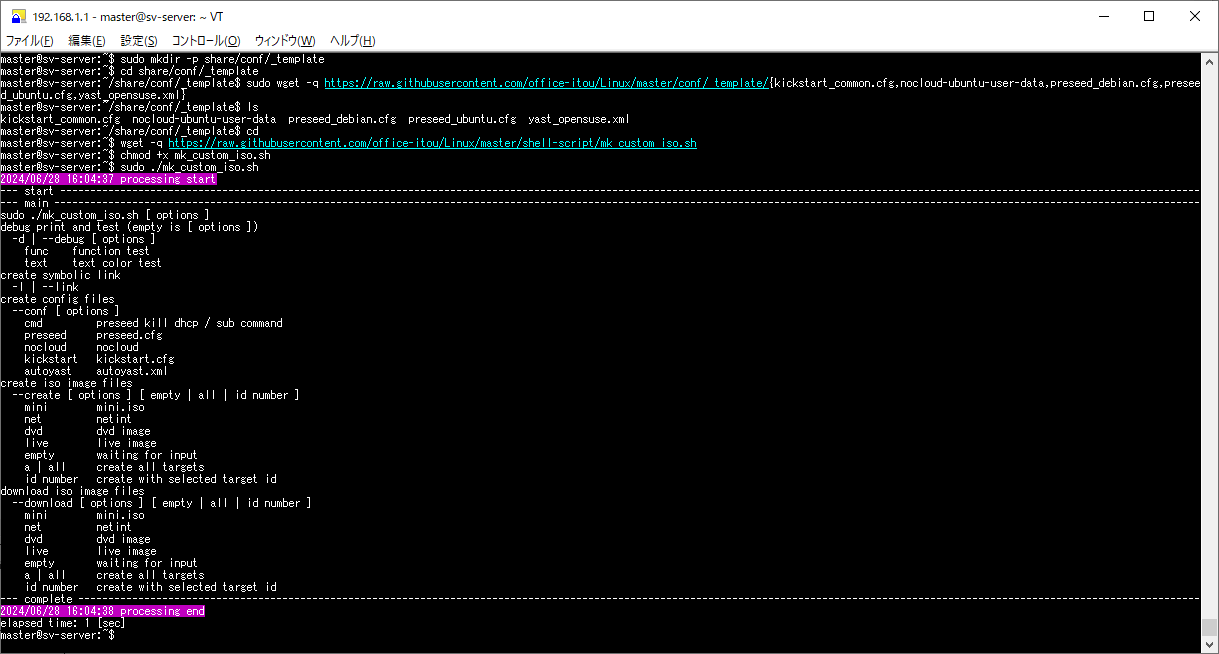 192.168.1.1 - master@sv-server: ~ VT
ファイル(F) 編集(E) 設定(S) コントロール(O) ウィンドウ(W) ヘルプ(H)
master@sv-server:~$ sudo mkdir -p share/conf/_template
master@sv-server:~$ cd share/conf/_template
master@sv-server:~/share/conf/_template$ sudo wget -q https://raw.githubusercontent.com/office-itou/Linux/master/conf/_template/{kickstart_common.cfg,nocloud-ubuntu-user-data,preseed_debian.cfg,presee
d_ubuntu.cfg,yast_opensuse.xml}
master@sv-server:~/share/conf/_template$ ls
kickstart_common.cfg  nocloud-ubuntu-user-data  preseed_debian.cfg  preseed_ubuntu.cfg  yast_opensuse.xml
master@sv-server:~/share/conf/_template$ cd
master@sv-server:~$ wget -q https://raw.githubusercontent.com/office-itou/Linux/master/shell-script/mk_custom_iso.sh
master@sv-server:~$ chmod +x mk_custom_iso.sh
master@sv-server:~$ sudo ./mk_custom_iso.sh
2024/06/28 16:04:37 processing start
--- start ---
--- main ---
sudo ./mk_custom_iso.sh [ options ]
debug print and test (empty is [ options ])
  -d | --debug [ options ]
    func    function test
    text    text color test
create symbolic link
  -l | --link
create config files
  --conf [ options ]
    cmd         preseed kill dhcp / sub command
    preseed     preseed.cfg
    nocloud     nocloud
    kickstart   kickstart.cfg
    autoyast    autoyast.xml
create iso image files
  --create [ options ] [ empty | all | id number ]
    mini        mini.iso
    net         netint
    dvd         dvd image
    live        live image
    empty       waiting for input
    a | all     create all targets
    id number   create with selected target id
download iso image files
  --download [ options ] [ empty | all | id number ]
    mini        mini.iso
    net         netint
    dvd         dvd image
    live        live image
    empty       waiting for input
    a | all     create all targets
    id number   create with selected target id
--- complete ---
2024/06/28 16:04:38 processing end
elapsed time: 1 [sec]
master@sv-server:~$